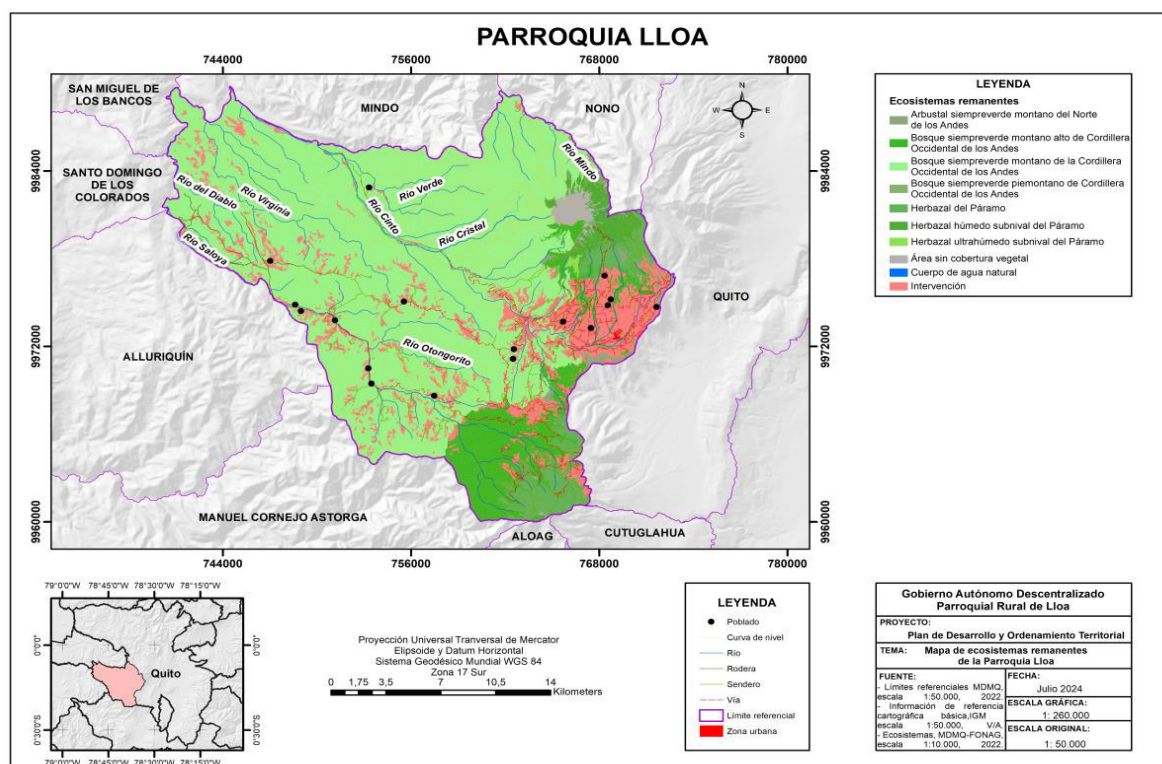 PARROQUIA LLOA
744000 756000 768000 780000
SAN MIGUEL DE
LOS BANCOS
MINDO
NONO
N
W E
S
SANTO DOMINGO
DE LOS
COLORADOS
9984000
9984000
Río Mindo
Río Verde
Río del Diablo
Río Virginia
Río Cinto
Río Cristal
Río Saloya
QUITO
ALLURIQUÍN
9972000
9972000
Río Otongorito
MANUEL CORNEJO ASTORGA
ALOAG
CUTUGLAHUA
9960000
9960000
744000 756000 768000 780000
LEYENDA
Ecosistemas remanentes
Arbustal siempreverde montano del Norte
de los Andes
Bosque siempreverde montano alto de Cordillera
Occidental de los Andes
Bosque siempreverde montano de la Cordillera
Occidental de los Andes
Bosque siempreverde piemontano de Cordillera
Occidental de los Andes
Herbazal del Páramo
Herbazal húmedo subnival del Páramo
Herbazal ultrahúmedo subnival del Páramo
Área sin cobertura vegetal
Cuerpo de agua natural
Intervención
79°0'0"W 78°45'0"W 78°30'0"W 78°15'0"W
0°0'0"
0°0'0"
Quito
0°30'0"S
0°30'0"S
79°0'0"W 78°45'0"W 78°30'0"W 78°15'0"W
Proyección Universal Tranversal de Mercator
Elipsoide y Datum Horizontal
Sistema Geodésico Mundial WGS 84
Zona 17 Sur
0 1,75 3,5 7 10,5 14
Kilometers
LEYENDA
Poblado
Curva de nivel
Río
Rodera
Sendero
Vía
Límite referencial
Zona urbana
Gobierno Autónomo Descentralizado
Parroquial Rural de Lloa
PROYECTO:
Plan de Desarrollo y Ordenamiento Territorial
TEMA: Mapa de ecosistemas remanentes
de la Parroquia Lloa
FUENTE:
- Límites referenciales MDMQ,
escala 1:50.000, 2022.
- Información de referencia
cartográfica básica,IGM
escala 1:50.000, V/A.
- Ecosistemas, MDMQ-FONAG,
escala 1:10.000, 2022.
FECHA:
Julio 2024
ESCALA GRÁFICA:
1: 260.000
ESCALA ORIGINAL:
1: 50.000